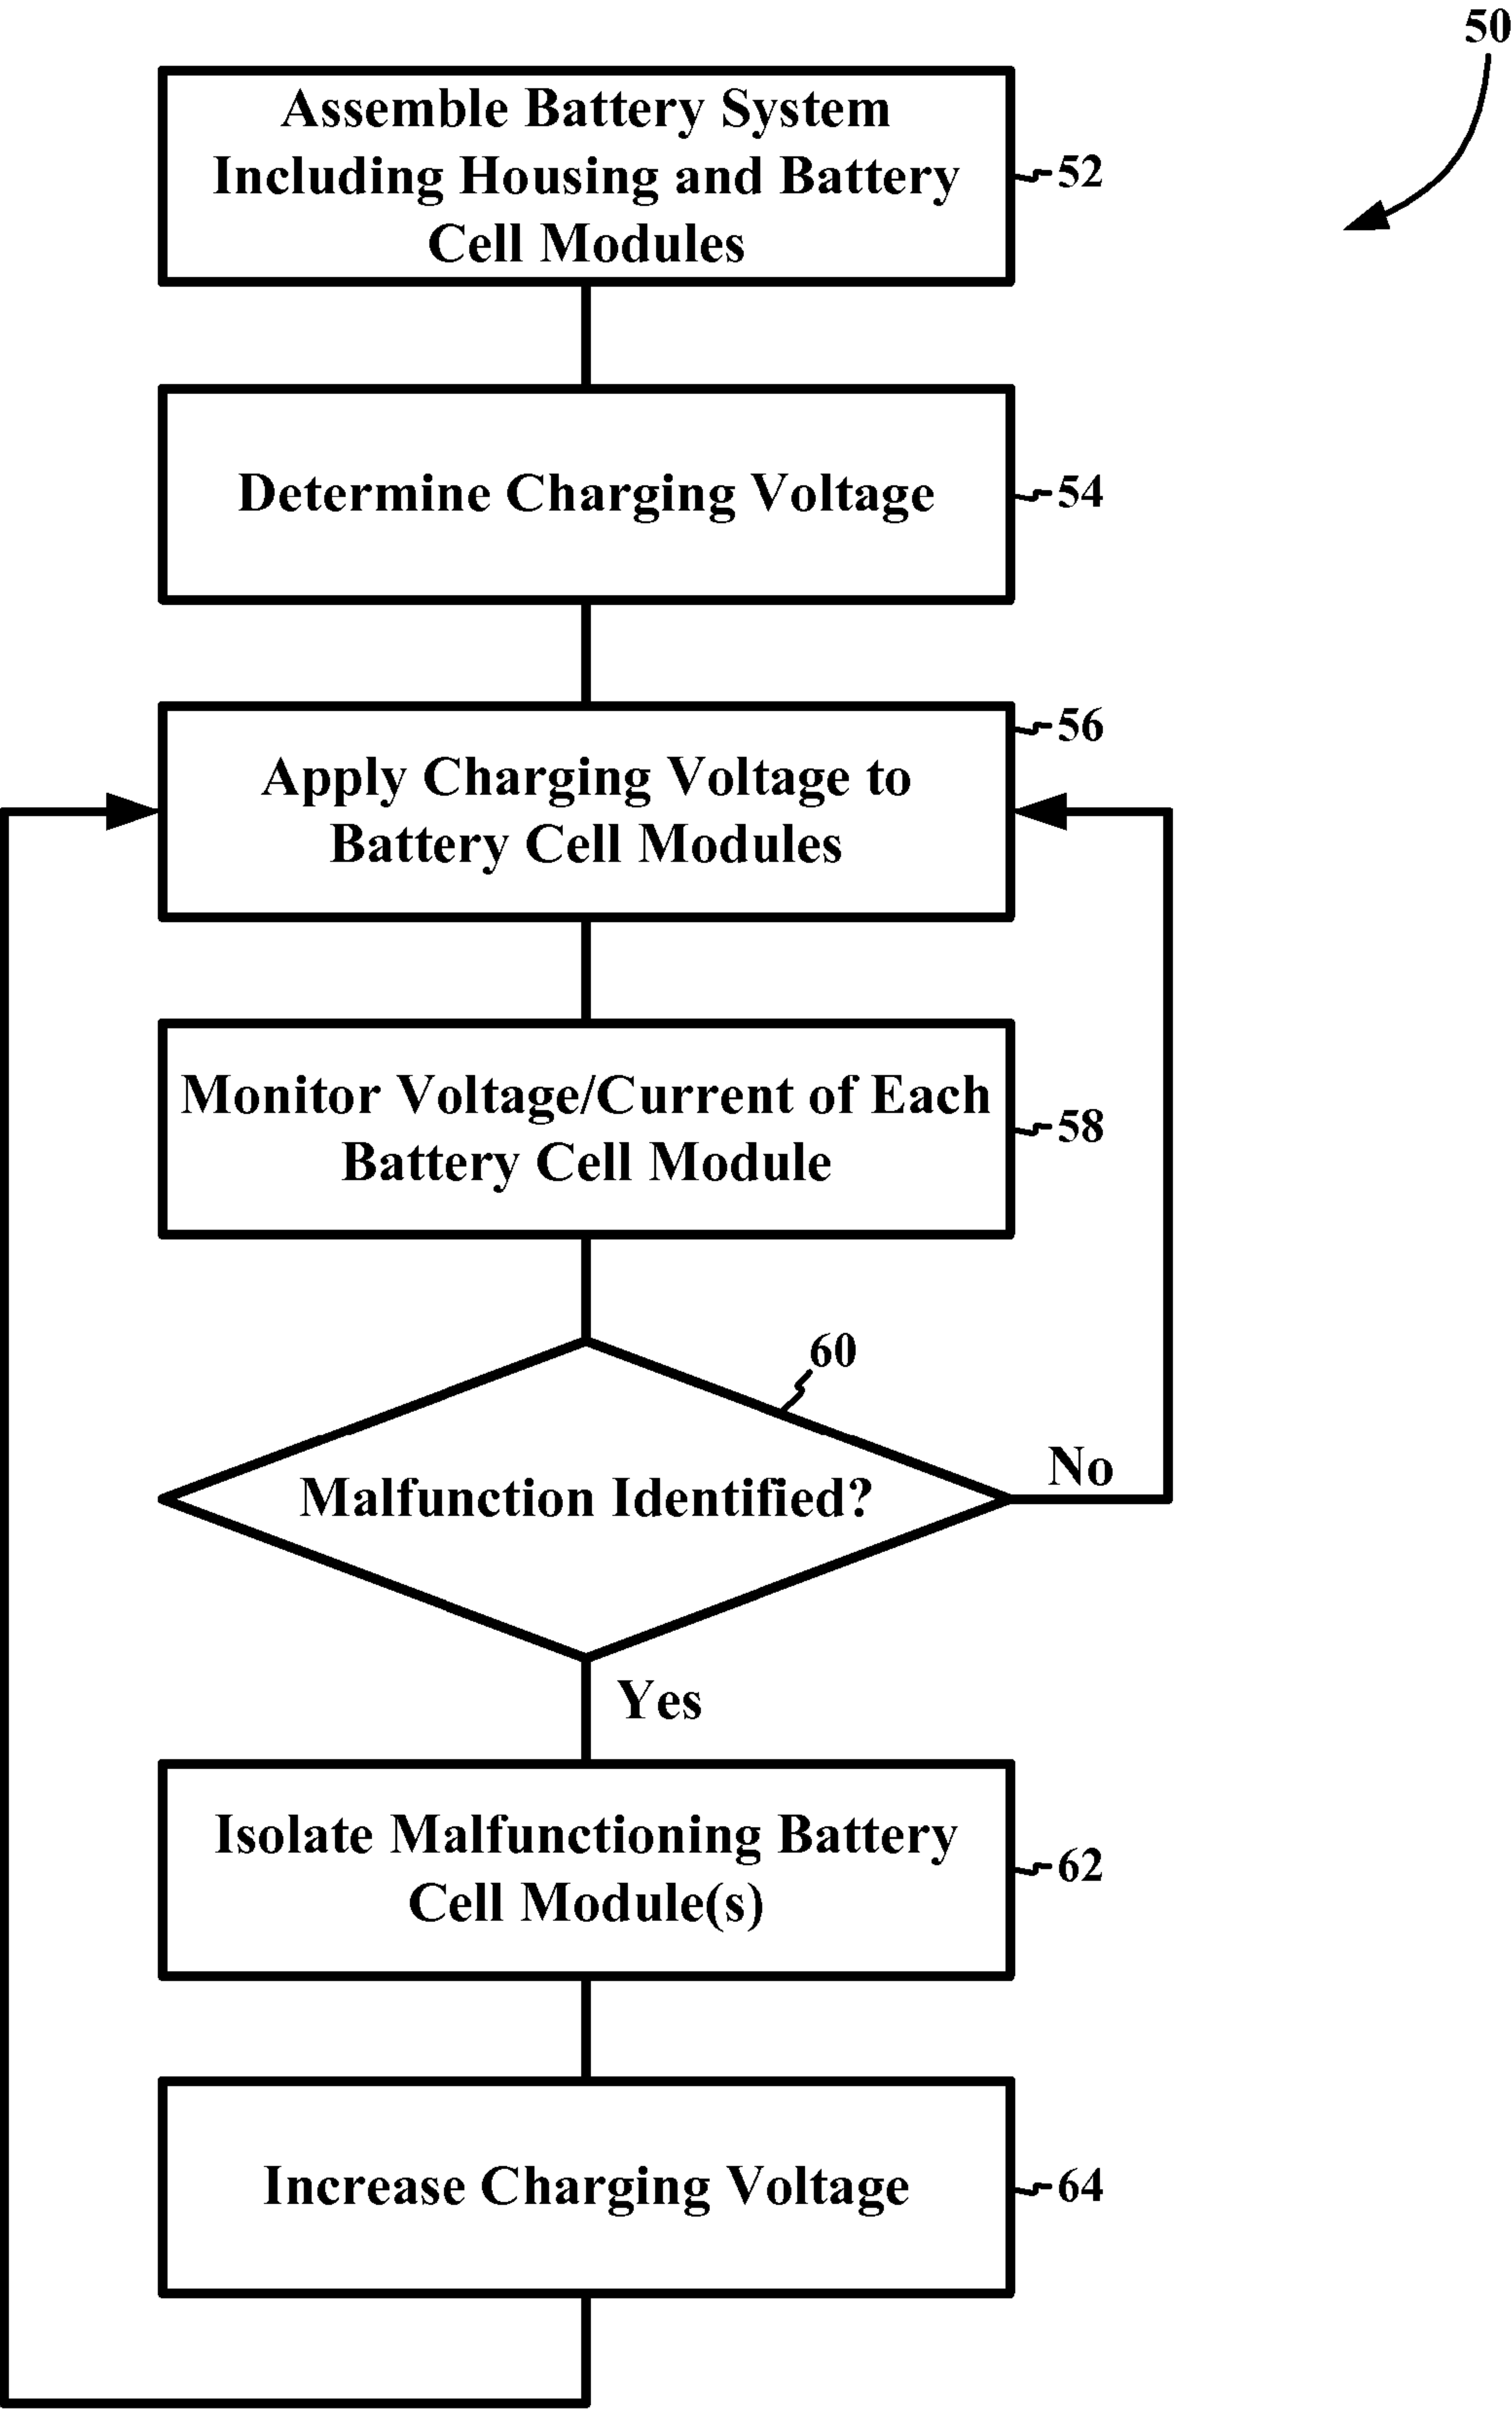 50
Assemble Battery System
Including Housing and Battery
Cell Modules
52
Determine Charging Voltage
54
56
Apply Charging Voltage to
Battery Cell Modules
Monitor Voltage/Current of Each
Battery Cell Module
58
60
Malfunction Identified?
No
Yes
Isolate Malfunctioning Battery
Cell Module(s)
62
Increase Charging Voltage
64